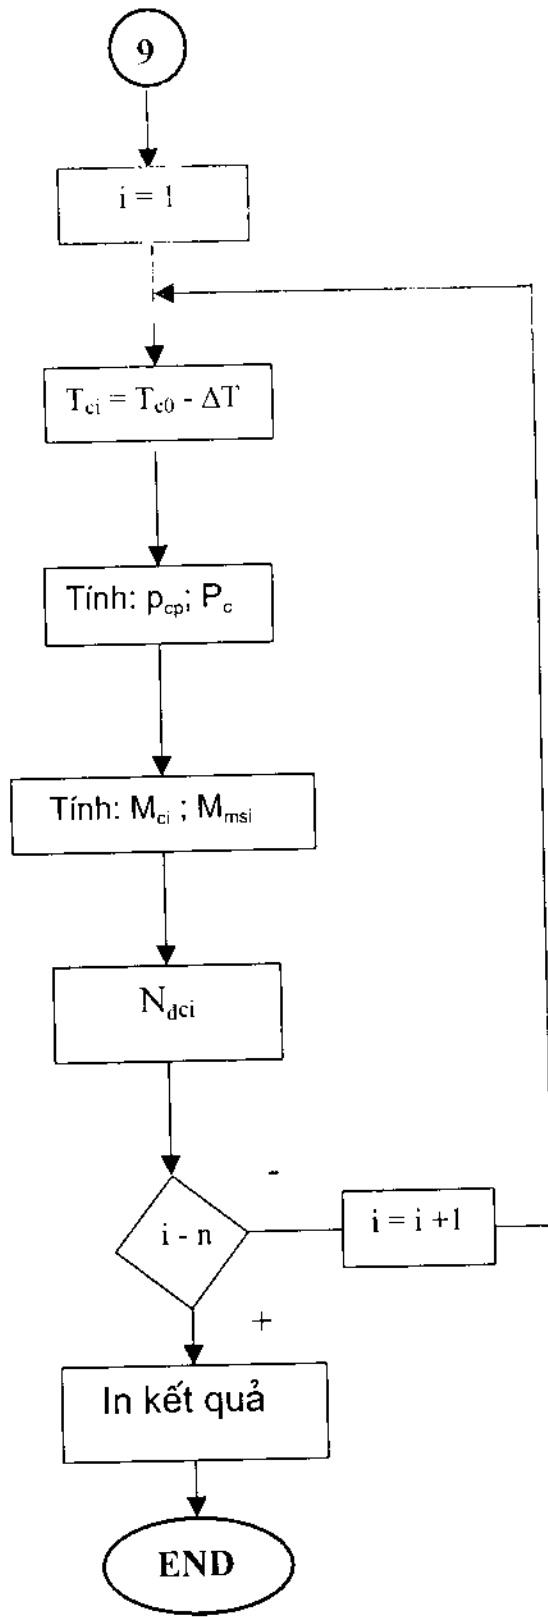 9
i = 1
T_ci = T_c0 - ΔT
Tính: p_cp; P_c
Tính: M_ci ; M_msi
N_dci
-
i - n
i = i +1
+
In kết quả
END